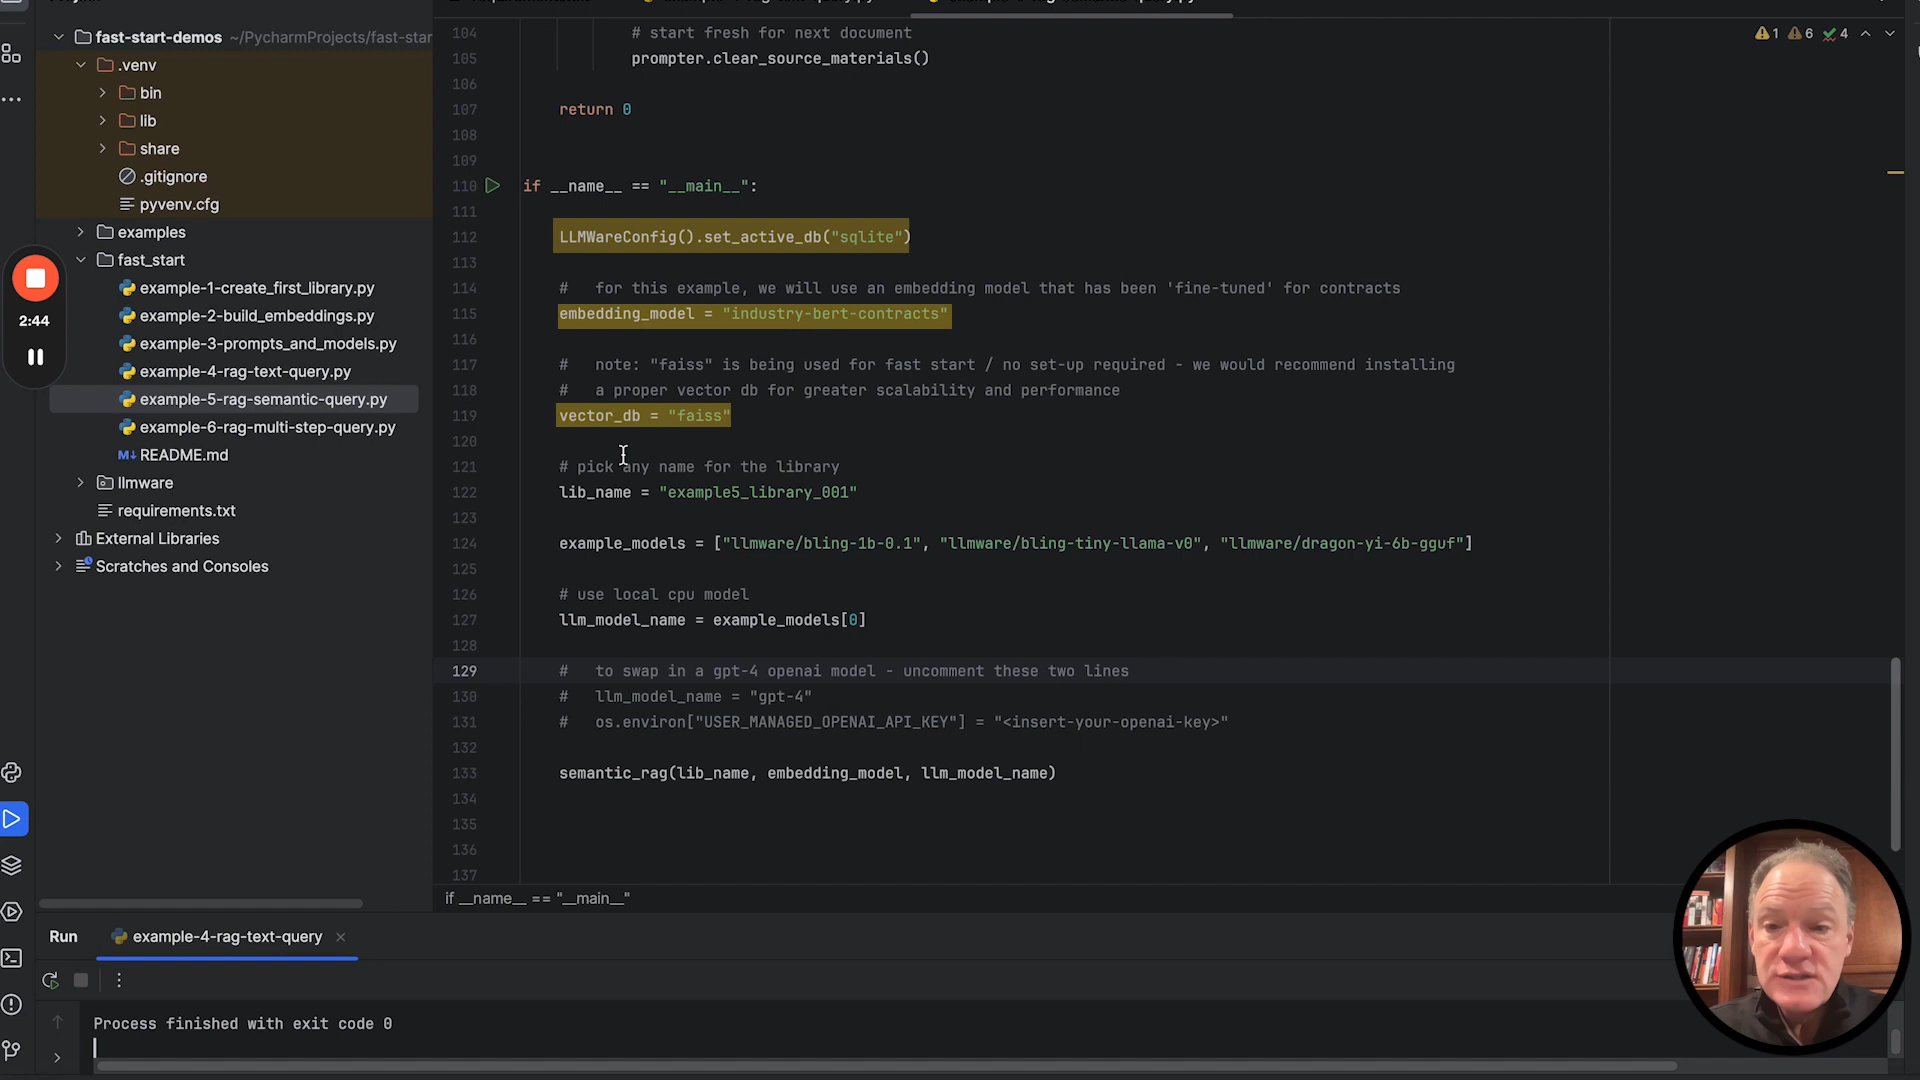 fast-start-demos ~/PycharmProjects/fast-star
.venv
bin
lib
share
.gitignore
pyvenv.cfg
examples
fast_start
example-1-create_first_library.py
example-2-build_embeddings.py
example-3-prompts_and_models.py
example-4-rag-text-query.py
example-5-rag-semantic-query.py
example-6-rag-multi-step-query.py
M↓ README.md
llmware
requirements.txt
External Libraries
Scratches and Consoles
2:44
1 6 4
104 # start fresh for next document
105 prompter.clear_source_materials()
106
107 return 0
108
109
110 if __name__ == "__main__":
111
112 LLMWareConfig().set_active_db("sqlite")
113
114 # for this example, we will use an embedding model that has been 'fine-tuned' for contracts
115 embedding_model = "industry-bert-contracts"
116
117 # note: "faiss" is being used for fast start / no set-up required - we would recommend installing
118 # a proper vector db for greater scalability and performance
119 vector_db = "faiss"
120
121 # pick any name for the library
122 lib_name = "example5_library_001"
123
124 example_models = ["llmware/bling-1b-0.1", "llmware/bling-tiny-llama-v0", "llmware/dragon-yi-6b-gguf"]
125
126 # use local cpu model
127 llm_model_name = example_models[0]
128
129 # to swap in a gpt-4 openai model - uncomment these two lines
130 # llm_model_name = "gpt-4"
131 # os.environ["USER_MANAGED_OPENAI_API_KEY"] = "<insert-your-openai-key>"
132
133 semantic_rag(lib_name, embedding_model, llm_model_name)
134
135
136
137
if __name__ == "__main__"
Run example-4-rag-text-query
Process finished with exit code 0